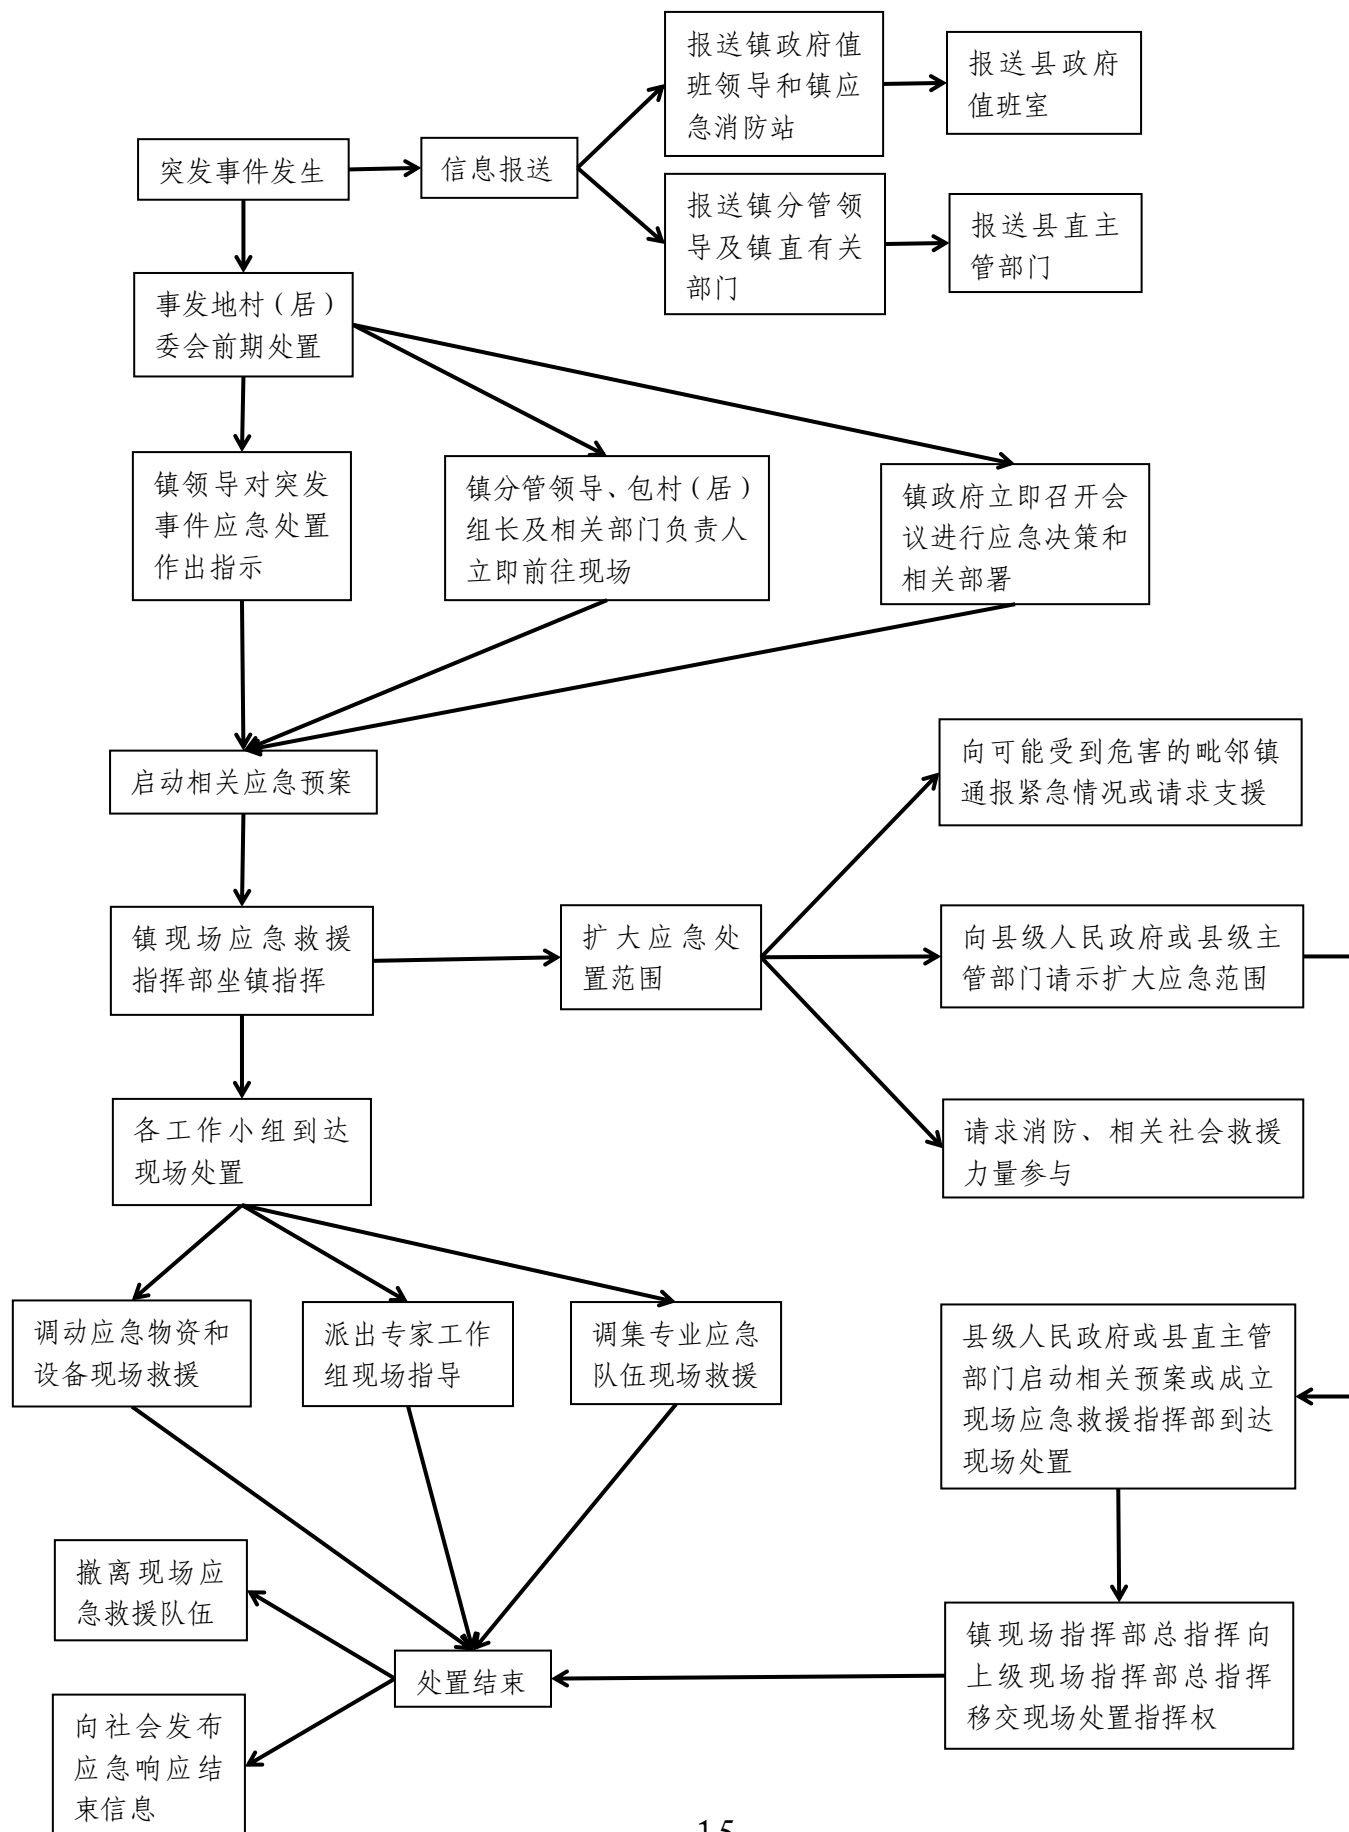 报送镇政府值
班领导和镇应
急消防站
报送县政府
值班室
突发事件发生
信息报送
报送镇分管领
导及镇直有关
部门
报送县直主
管部门
事发地村（居）
委会前期处置
镇领导对突发
事件应急处置
作出指示
镇分管领导、包村（居）
组长及相关部门负责人
立即前往现场
镇政府立即召开会
议进行应急决策和
相关部署
启动相关应急预案
向可能受到危害的毗邻镇
通报紧急情况或请求支援
镇现场应急救援
指挥部坐镇指挥
扩大应急处
置范围
向县级人民政府或县级主
管部门请示扩大应急范围
各工作小组到达
现场处置
请求消防、相关社会救援
力量参与
调动应急物资和
设备现场救援
派出专家工作
组现场指导
调集专业应急
队伍现场救援
县级人民政府或县直主管
部门启动相关预案或成立
现场应急救援指挥部到达
现场处置
撤离现场应
急救援队伍
处置结束
镇现场指挥部总指挥向
上级现场指挥部总指挥
移交现场处置指挥权
向社会发布
应急响应结
束信息
15